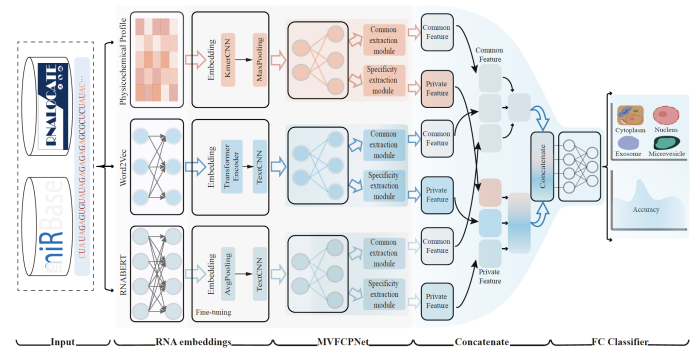 RNALOCATE
miRBase
CUAUAGAGUGUAUAGAGAGAGAGCGCUCUAUAC···
Physicochemical Profile
Embedding
KmerCNN
MaxPooling
Common extraction module
Specificity extraction module
Common Feature
Private Feature
Word2Vec
Embedding
Transformer Encoder
TextCNN
Common extraction module
Specificity extraction module
Common Feature
Private Feature
RNABERT
Embedding
AvgPooling
TextCNN
Fine-tuning
Common extraction module
Specificity extraction module
Common Feature
Private Feature
Common Feature
Private Feature
Concatenate
Cytoplasm
Nucleus
Exosome
Microvesicle
Accuracy
Input
RNA embeddings
MVFCPNet
Concatenate
FC Classifier